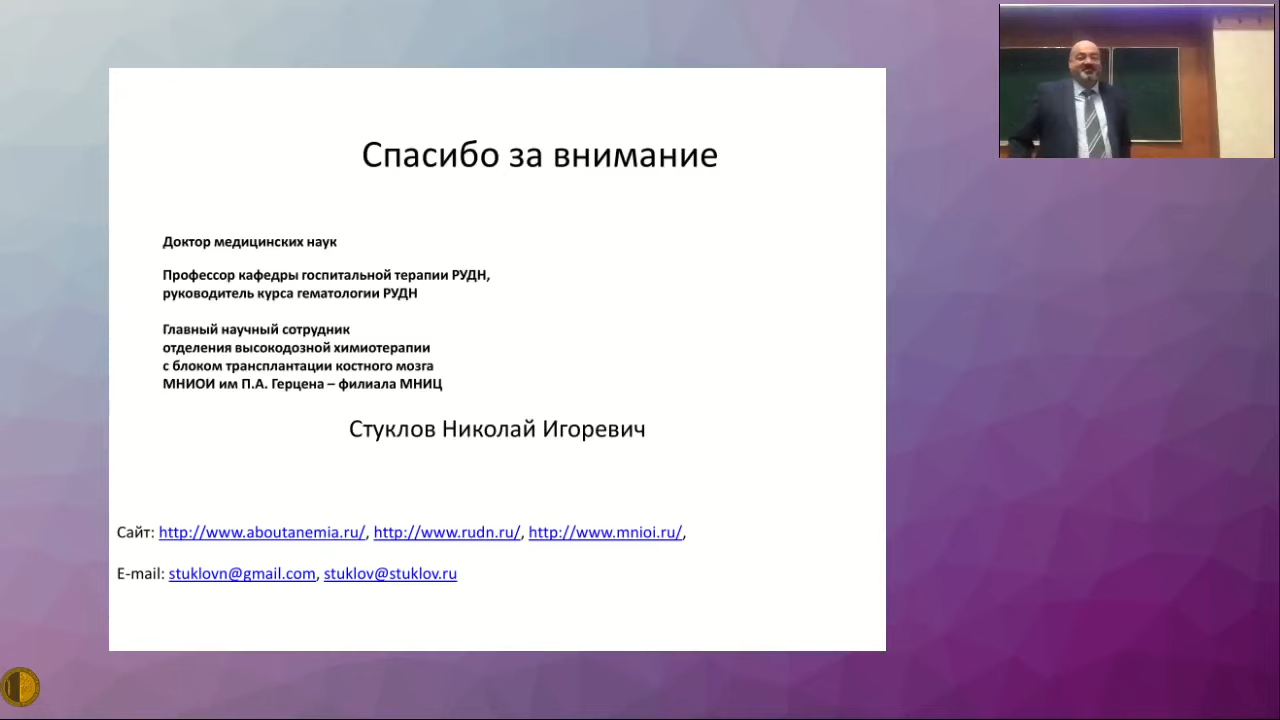 Спасибо за внимание
Доктор медицинских наук
Профессор кафедры госпитальной терапии РУДН,
руководитель курса гематологии РУДН
Главный научный сотрудник
отделения высокодозной химиотерапии
с блоком трансплантации костного мозга
МНИОИ им П.А. Герцена – филиала МНИЦ
Стуклов Николай Игоревич
Сайт: http://www.aboutanemia.ru/, http://www.rudn.ru/, http://www.mnioi.ru/,
E-mail: stuklovn@gmail.com, stuklov@stuklov.ru